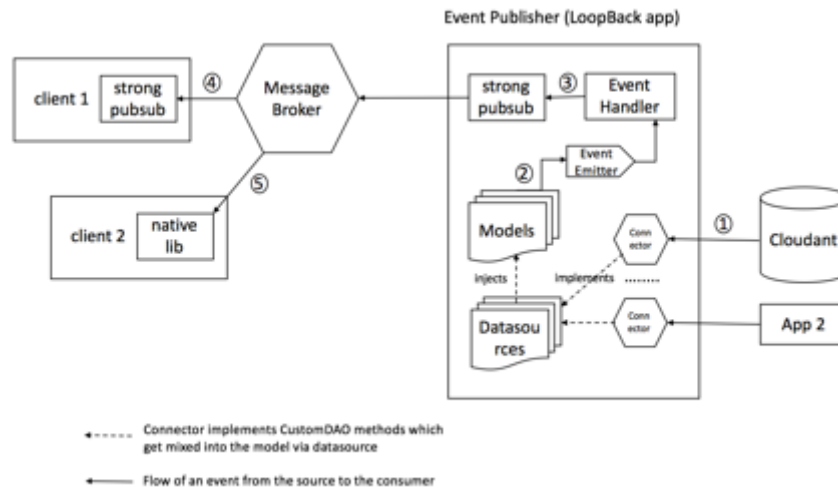 Event Publisher (LoopBack app)
client 1
strong
pubsub
④
Message
Broker
strong
pubsub
③
Event
Handler
②
Event
Emitter
⑤
client 2
native
lib
Models
Conn
ector
①
Cloudant
injects
Implements
........
Datasou
rces
Conn
ector
App 2
Connector implements CustomDAO methods which
get mixed into the model via datasource
Flow of an event from the source to the consumer